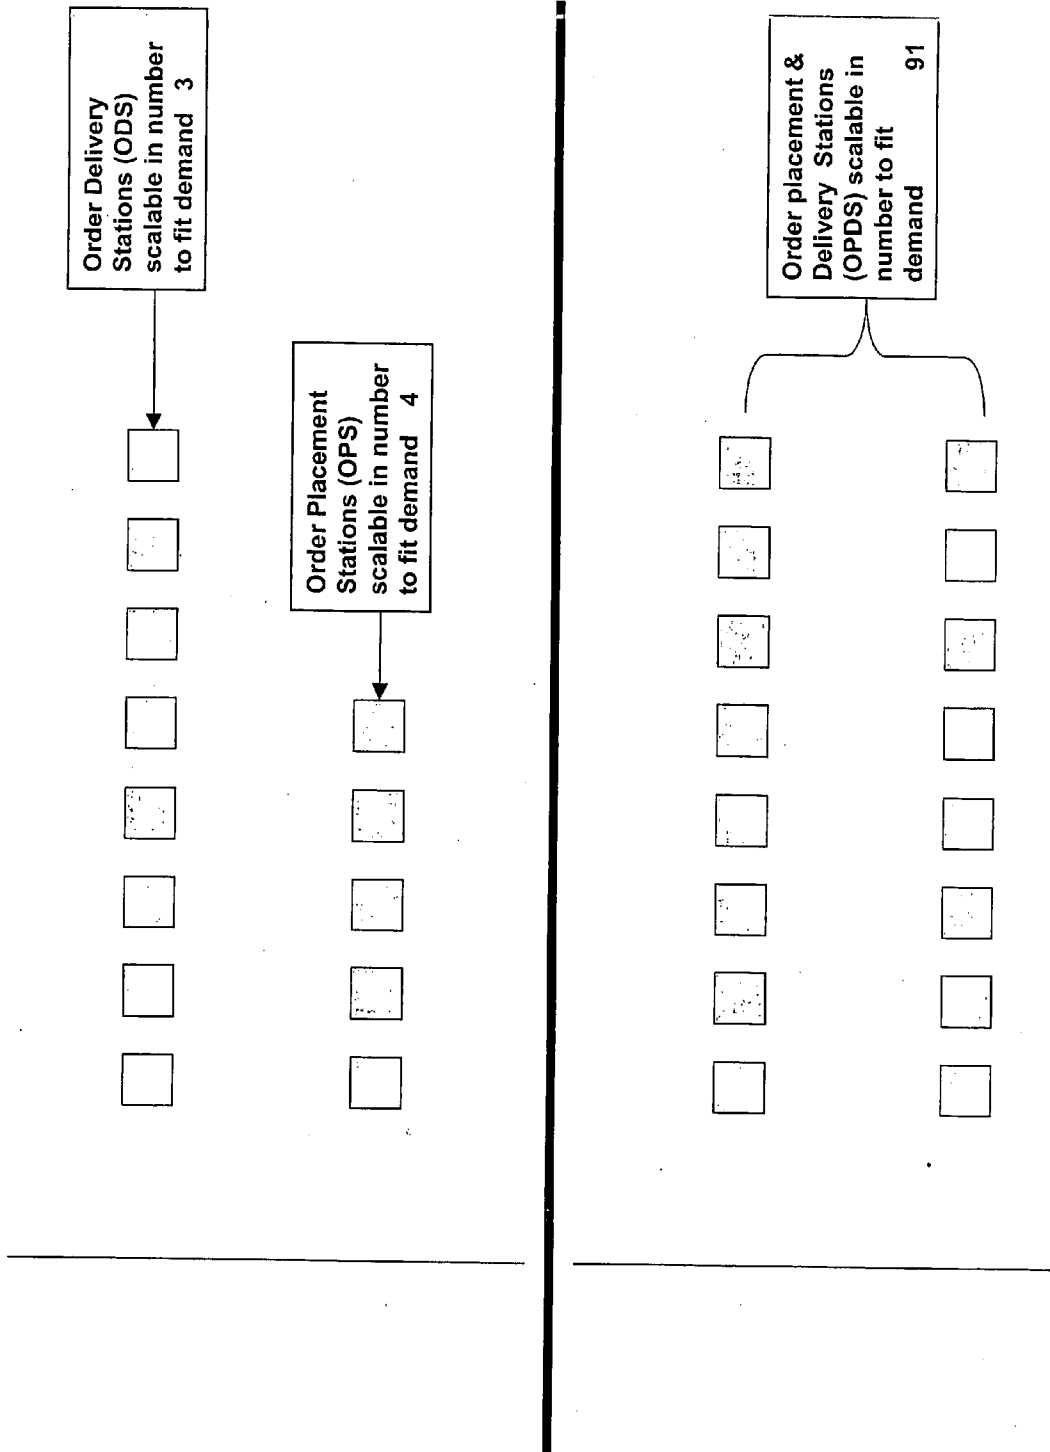 Order Delivery
Stations (ODS)
scalable in number
to fit demand 3
Order Placement
Stations (OPS)
scalable in number
to fit demand 4
Order placement &
Delivery Stations
(OPDS) scalable in
number to fit
demand 91